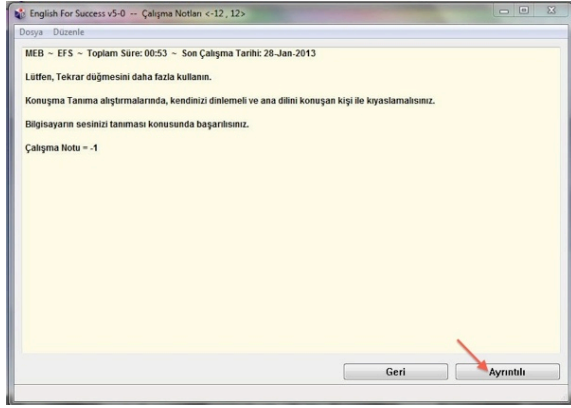 English For Success v5-0 -- Çalışma Notları <-12 , 12>
Dosya Düzenle
MEB ~ EFS ~ Toplam Süre: 00:53 ~ Son Çalışma Tarihi: 28-Jan-2013
Lütfen, Tekrar düğmesini daha fazla kullanın.
Konuşma Tanıma alıştırmalarında, kendinizi dinlemeli ve ana dilini konuşan kişi ile kıyaslamalısınız.
Bilgisayarın sesinizi tanıması konusunda başarılısınız.
Çalışma Notu = -1
Geri Ayrıntılı